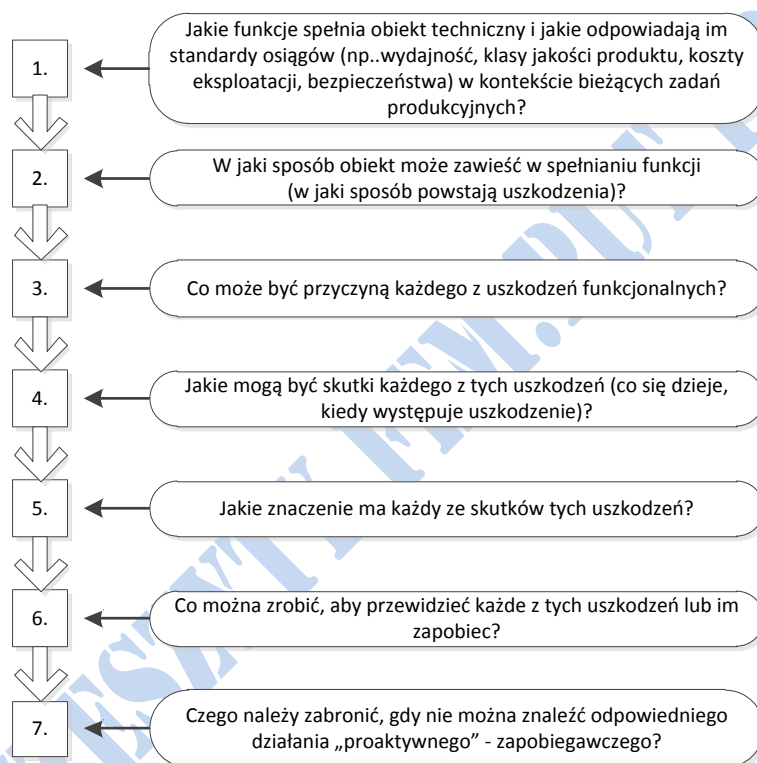 1.
Jakie funkcje spełnia obiekt techniczny i jakie odpowiadają im
standardy osiągów (np..wydajność, klasy jakości produktu, koszty
eksploatacji, bezpieczeństwa) w kontekście bieżących zadań
produkcyjnych?
2.
W jaki sposób obiekt może zawieść w spełnianiu funkcji
(w jaki sposób powstają uszkodzenia)?
3.
Co może być przyczyną każdego z uszkodzeń funkcjonalnych?
4.
Jakie mogą być skutki każdego z tych uszkodzeń (co się dzieje,
kiedy występuje uszkodzenie)?
5.
Jakie znaczenie ma każdy ze skutków tych uszkodzeń?
6.
Co można zrobić, aby przewidzieć każde z tych uszkodzeń lub im
zapobiec?
7.
Czego należy zabronić, gdy nie można znaleźć odpowiedniego
działania „proaktywnego” - zapobiegawczego?